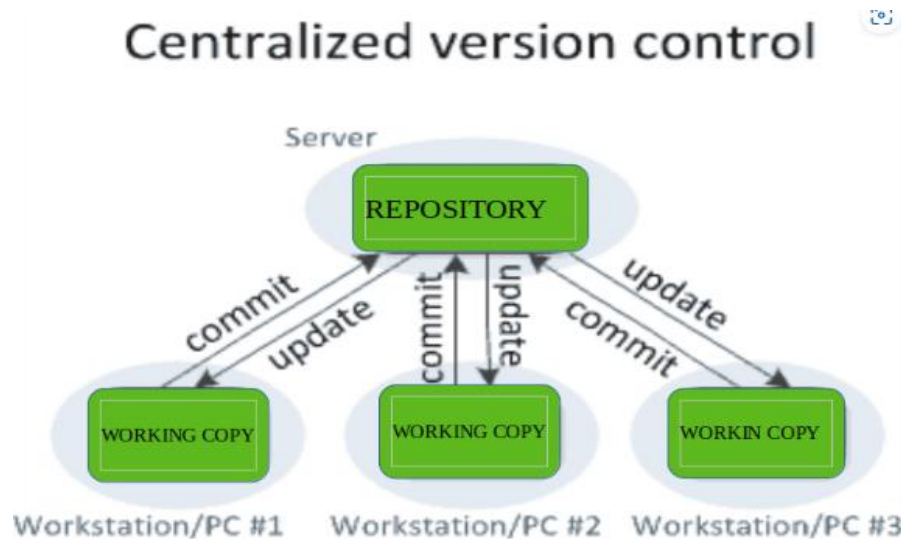 Centralized version control
Server
REPOSITORY
commit
update
commit
update
commit
update
WORKING COPY
WORKING COPY
WORKIN COPY
Workstation/PC #1
Workstation/PC #2
Workstation/PC #3